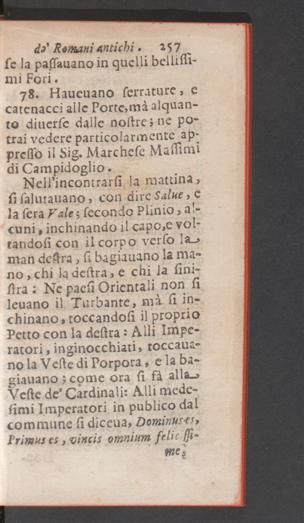 de' Romani antichi. 257
se la passauano in quelli bellissi-
mi Fori.
78. Haueuano serrature, e
catenacci alle Porte, mà alquan-
to diuerse dalle nostre; ne po-
trai vedere particolarmente ap-
presso il Sig. Marchese Massimi
di Campidoglio.
Nell'incontrarsi la mattina,
si salutauano, con dire Salue, e
la sera Vale; secondo Plinio, al-
cuni, inchinando il capo, e vol-
tandosi con il corpo verso la
man destra, si bagiauano la ma-
no, chi la destra, e chi la sini-
stra: Ne paesi Orientali non si
leuano il Turbante, mà si in-
chinano, toccandosi il proprio
Petto con la destra: Alli Impe-
ratori, inginocchiati, toccaua-
no la Veste di Porpora, e la ba-
giauano; come ora si fà alla
Veste de' Cardinali: Alli mede-
simi Imperatori in publico dal
commune si diceua, Dominus es,
Primus es, vincis omnium felicissi-
me;